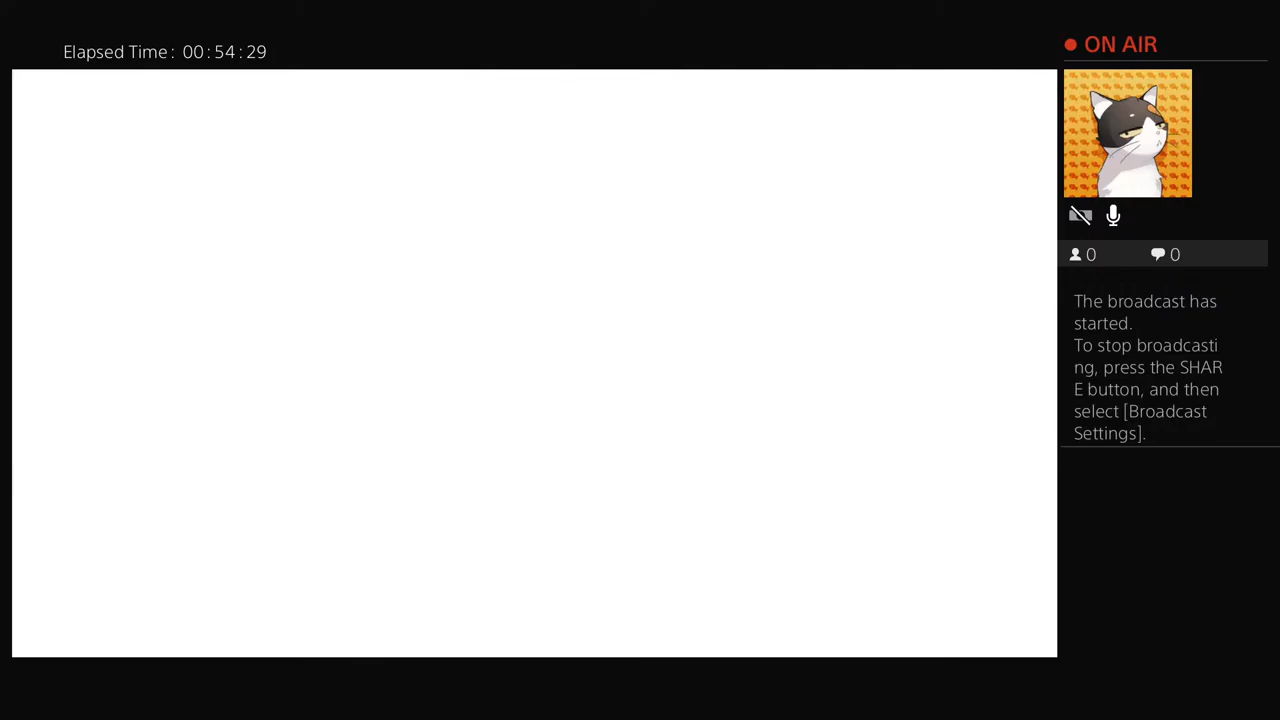 Elapsed Time: 00:54:29
ON AIR
0 0
The broadcast has
started.
To stop broadcasti
ng, press the SHAR
E button, and then
select [Broadcast
Settings].